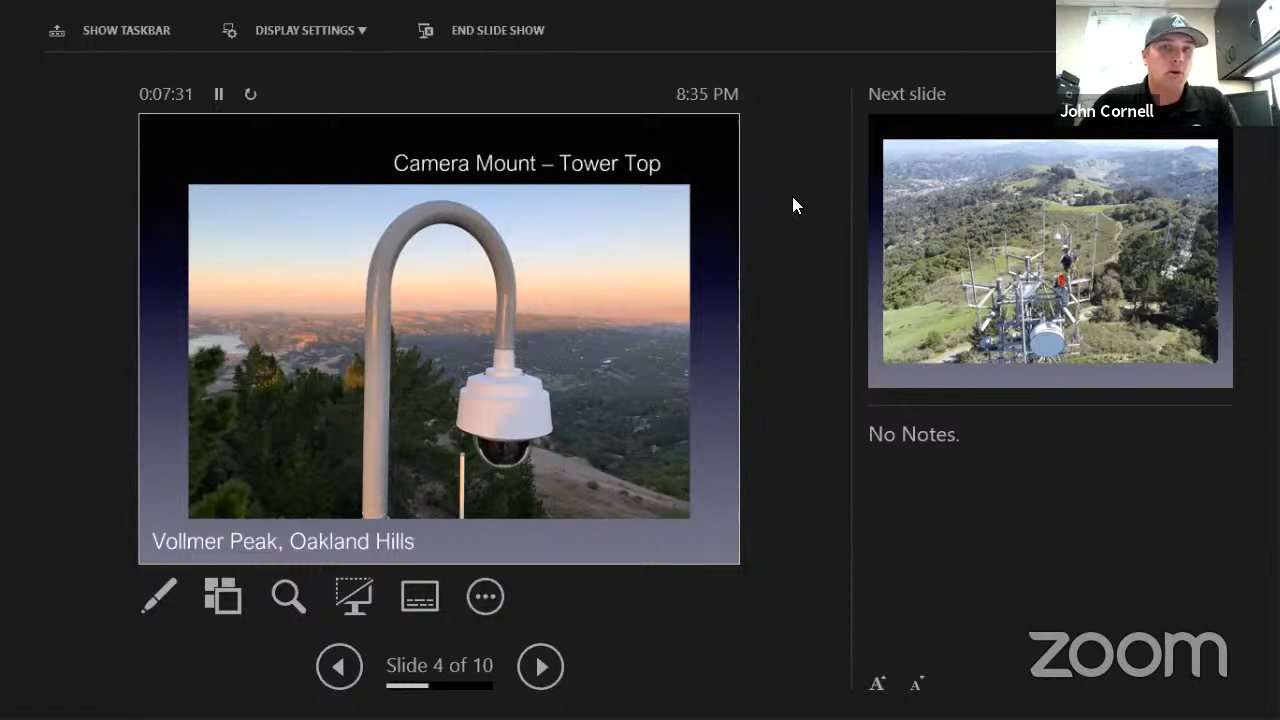 SHOW TASKBAR
DISPLAY SETTINGS
END SLIDE SHOW
0:07:31
8:35 PM
Next slide
John Cornell
Camera Mount – Tower Top
Vollmer Peak, Oakland Hills
No Notes.
Slide 4 of 10
A A
zoom